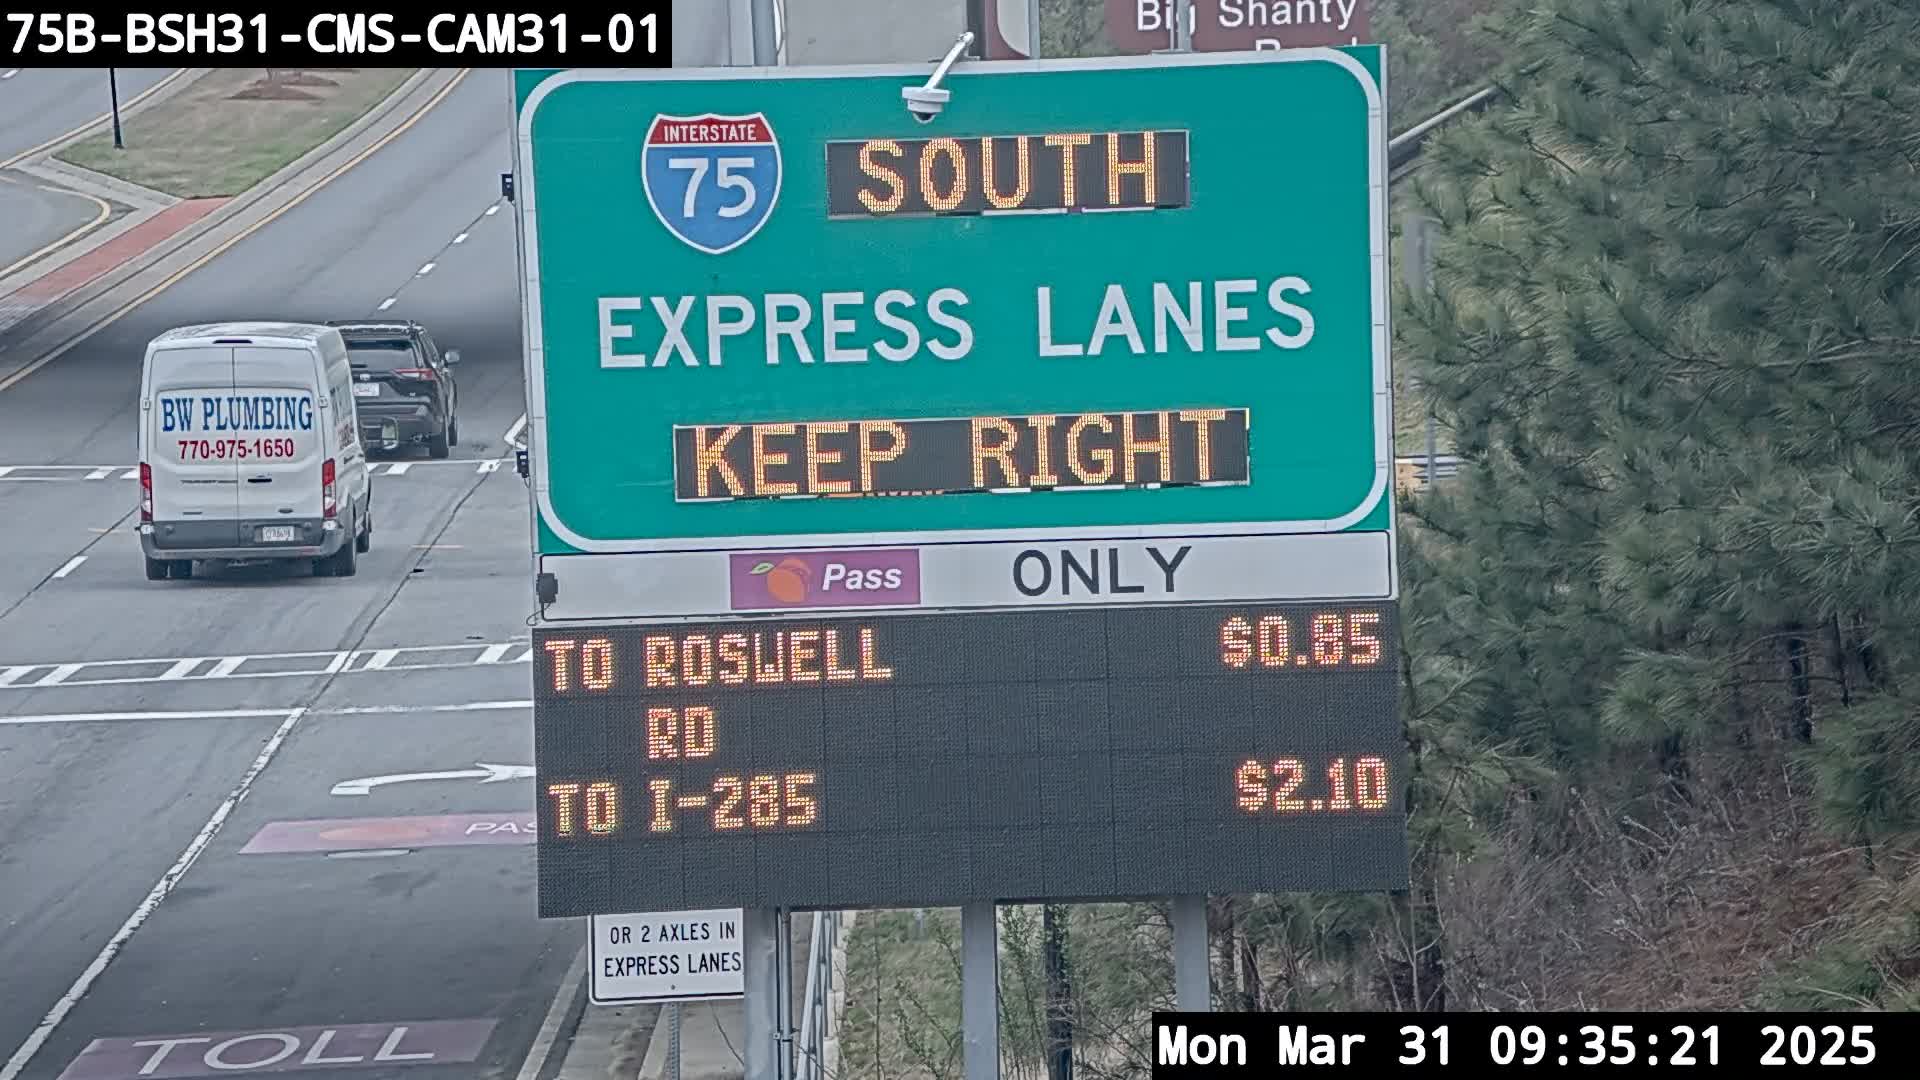 75B-BSH31-CMS-CAM31-01
Big Shanty
INTERSTATE
75
SOUTH
EXPRESS LANES
KEEP RIGHT
Pass ONLY
TO ROSWELL $0.85
RD
TO I-285 $2.10
BW PLUMBING
770-975-1650
OR 2 AXLES IN
EXPRESS LANES
TOLL
Mon Mar 31 09:35:21 2025